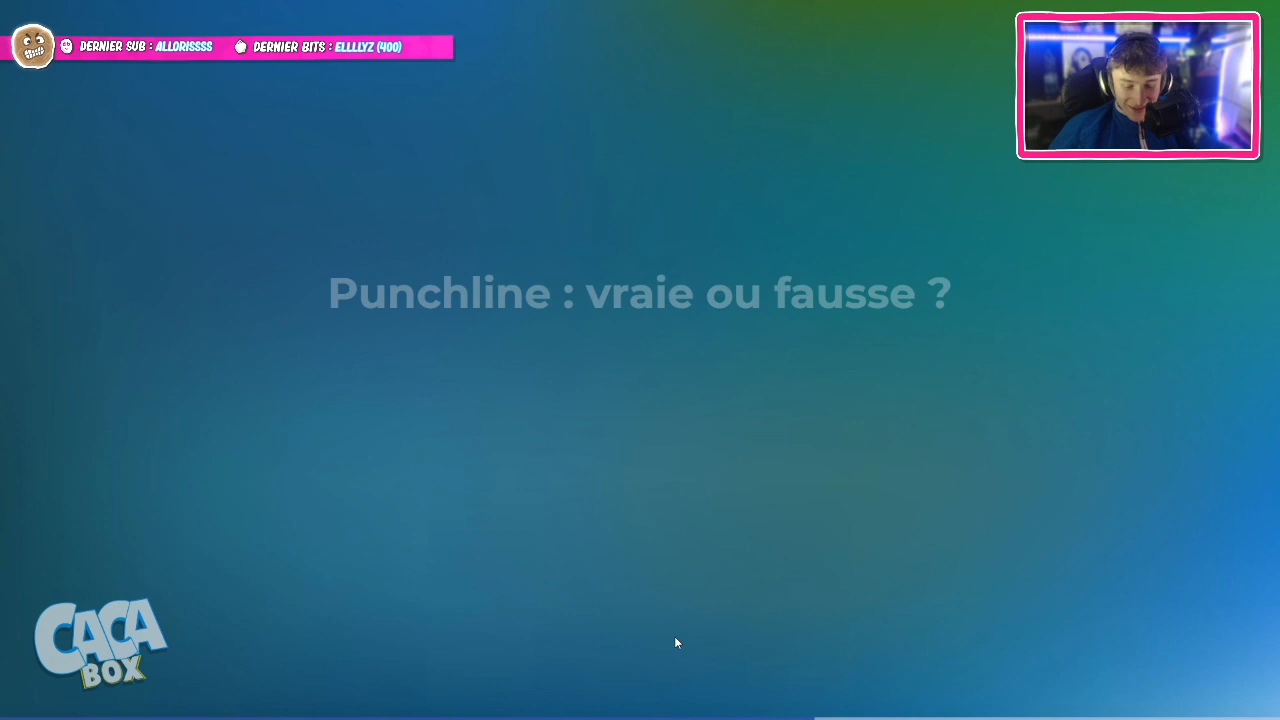 DERNIER SUB : ALLORISSSS DERNIER BITS : ELLLLYZ (400)
Punchline : vraie ou fausse ?
CACA
BOX